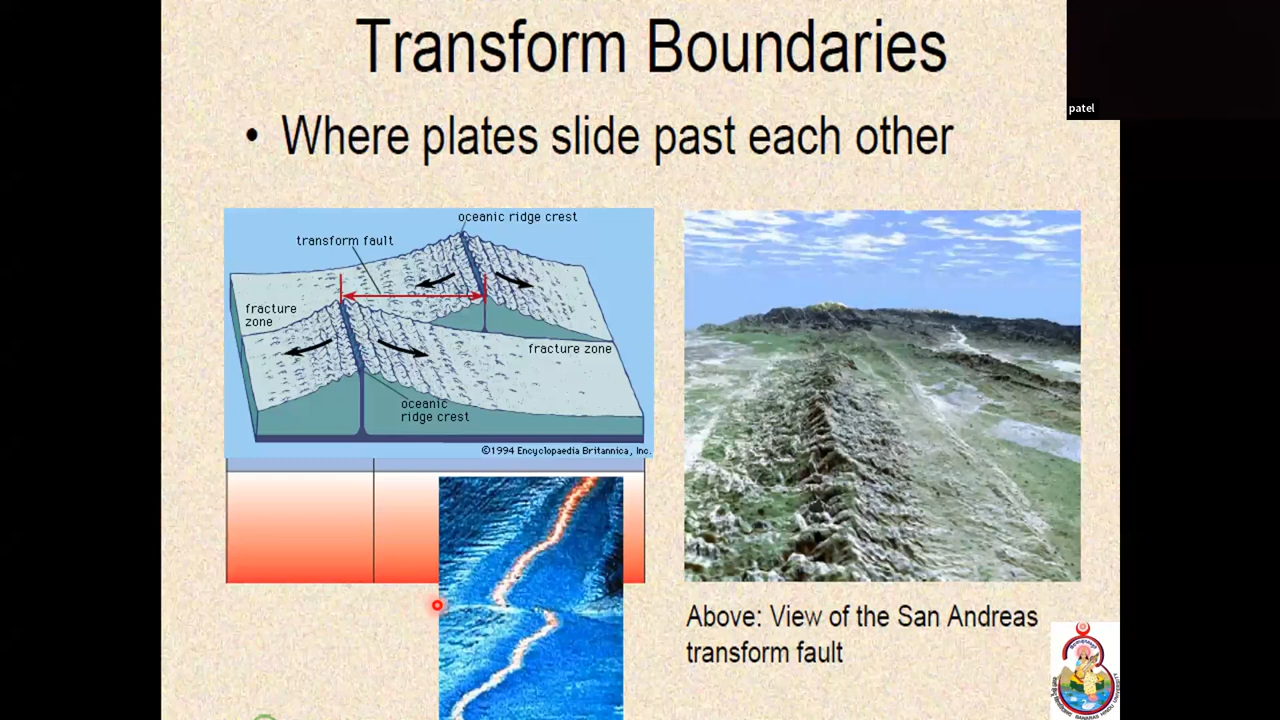 Transform Boundaries
patel
• Where plates slide past each other
oceanic ridge crest
transform fault
fracture
zone
fracture zone
oceanic
ridge crest
©1994 Encyclopaedia Britannica, Inc.
Above: View of the San Andreas
transform fault